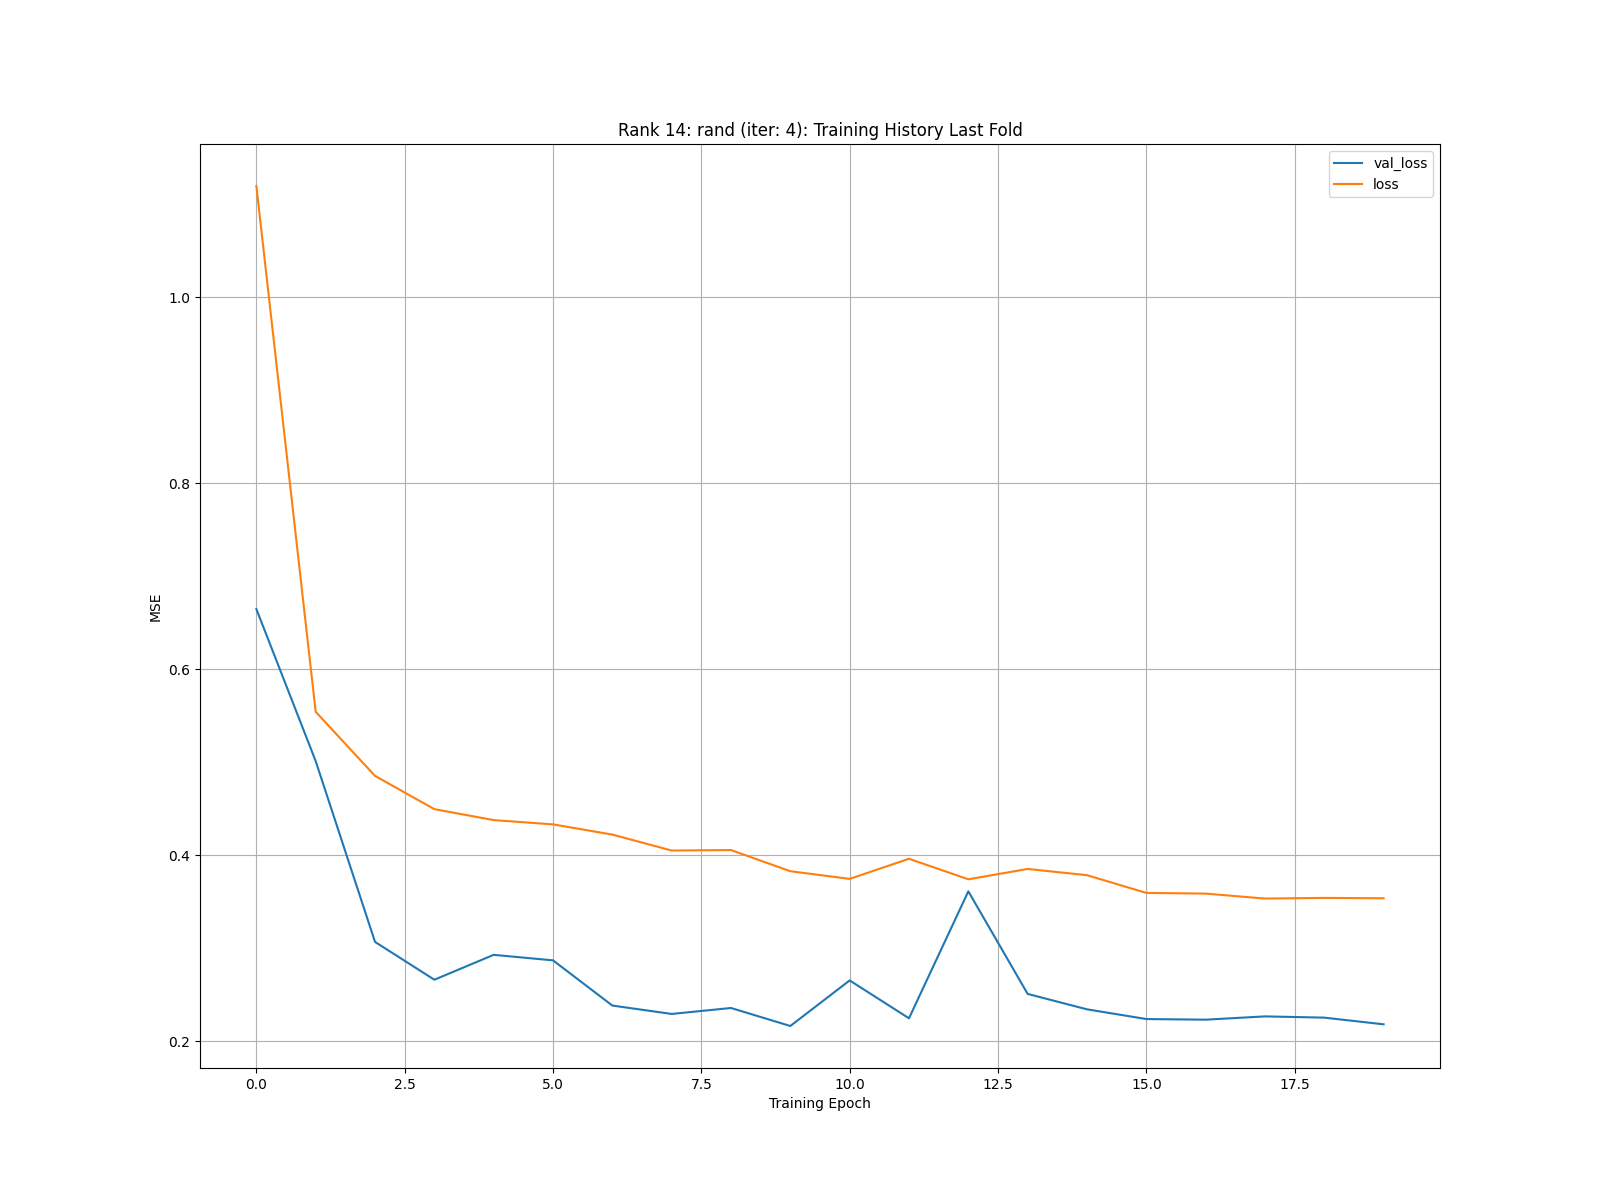 Rank 14: rand (iter: 4): Training History Last Fold
val_loss
loss
MSE
1.0
0.8
0.6
0.4
0.2
0.0 2.5 5.0 7.5 10.0 12.5 15.0 17.5
Training Epoch